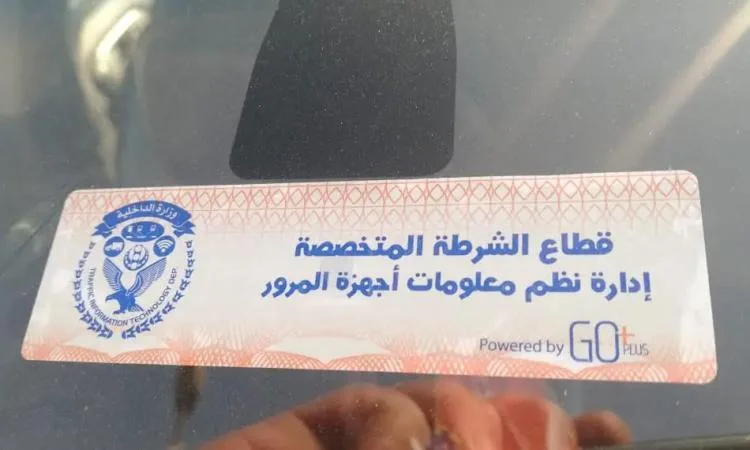 وزارة الداخلية
TRAFFIC INFORMATION TECHNOLOGY DEP.
قطاع الشرطة المتخصصة
إدارة نظم معلومات أجهزة المرور
Powered by GO+ PLUS